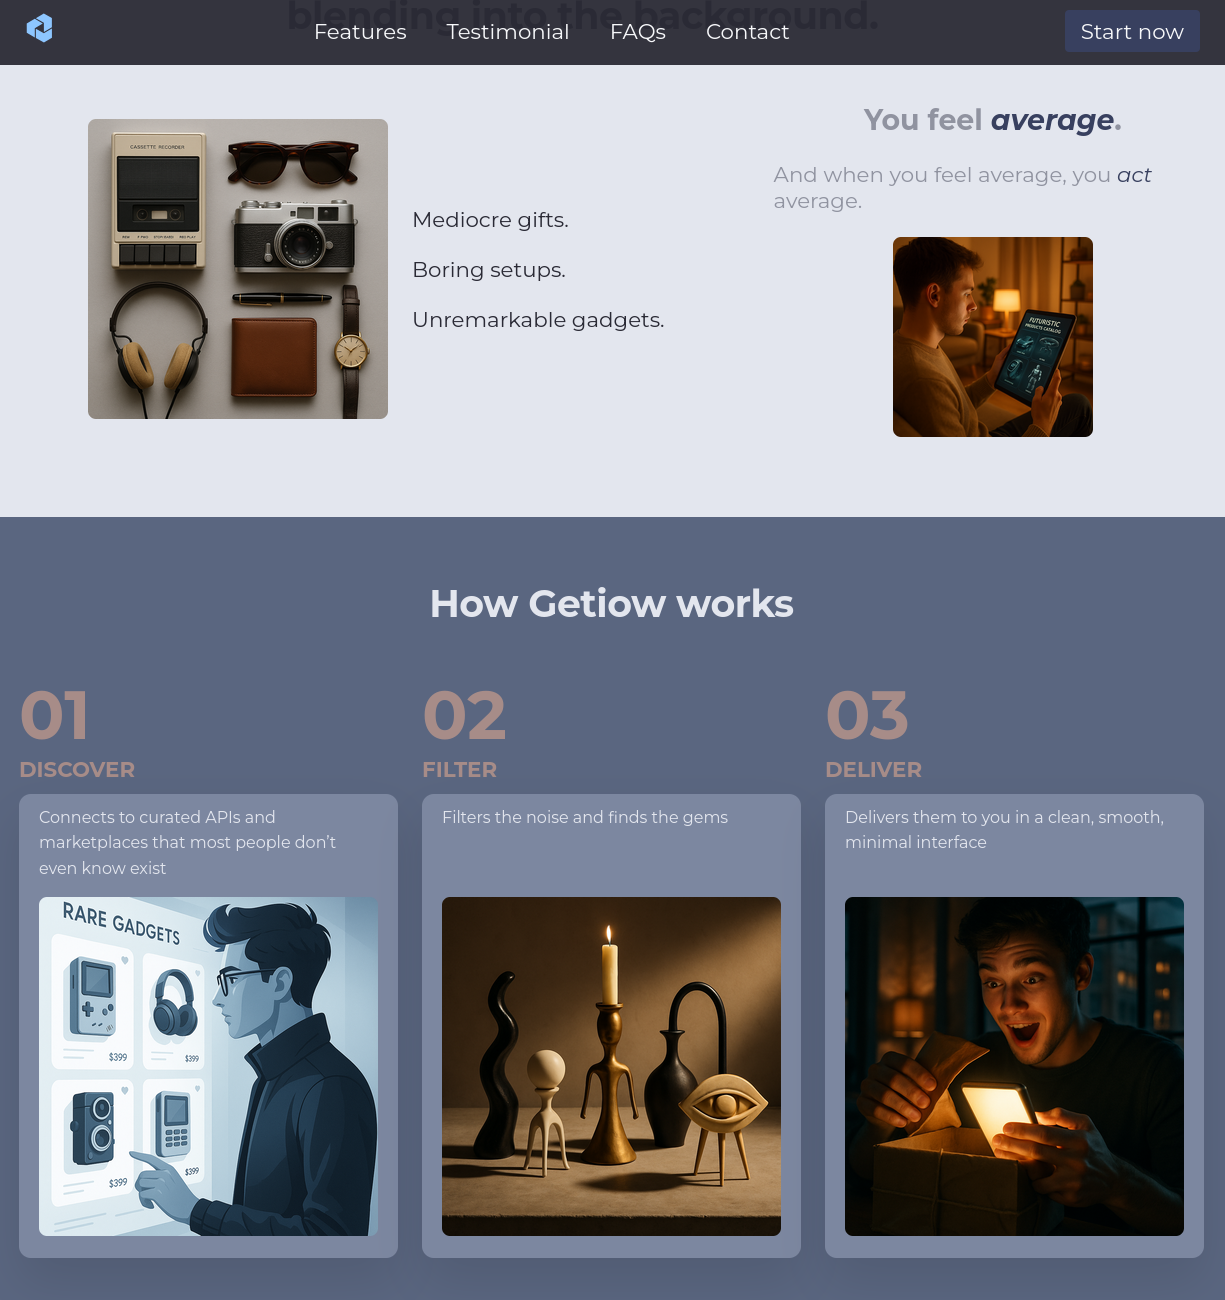 blending into the background.
Features Testimonial FAQs Contact Start now
You feel average.
And when you feel average, you act
average.
CASSETTE RECORDER
Mediocre gifts.
Boring setups.
Unremarkable gadgets.
FUTURISTIC
PRODUCTS CATALOG
How Getiow works
01
DISCOVER
Connects to curated APIs and
marketplaces that most people don’t
even know exist
RARE GADGETS
$399
$399
$399
$399
02
FILTER
Filters the noise and finds the gems
03
DELIVER
Delivers them to you in a clean, smooth,
minimal interface